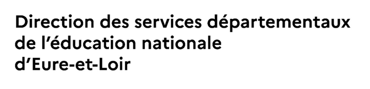 Direction des services départementaux
de l’éducation nationale
d’Eure-et-Loir